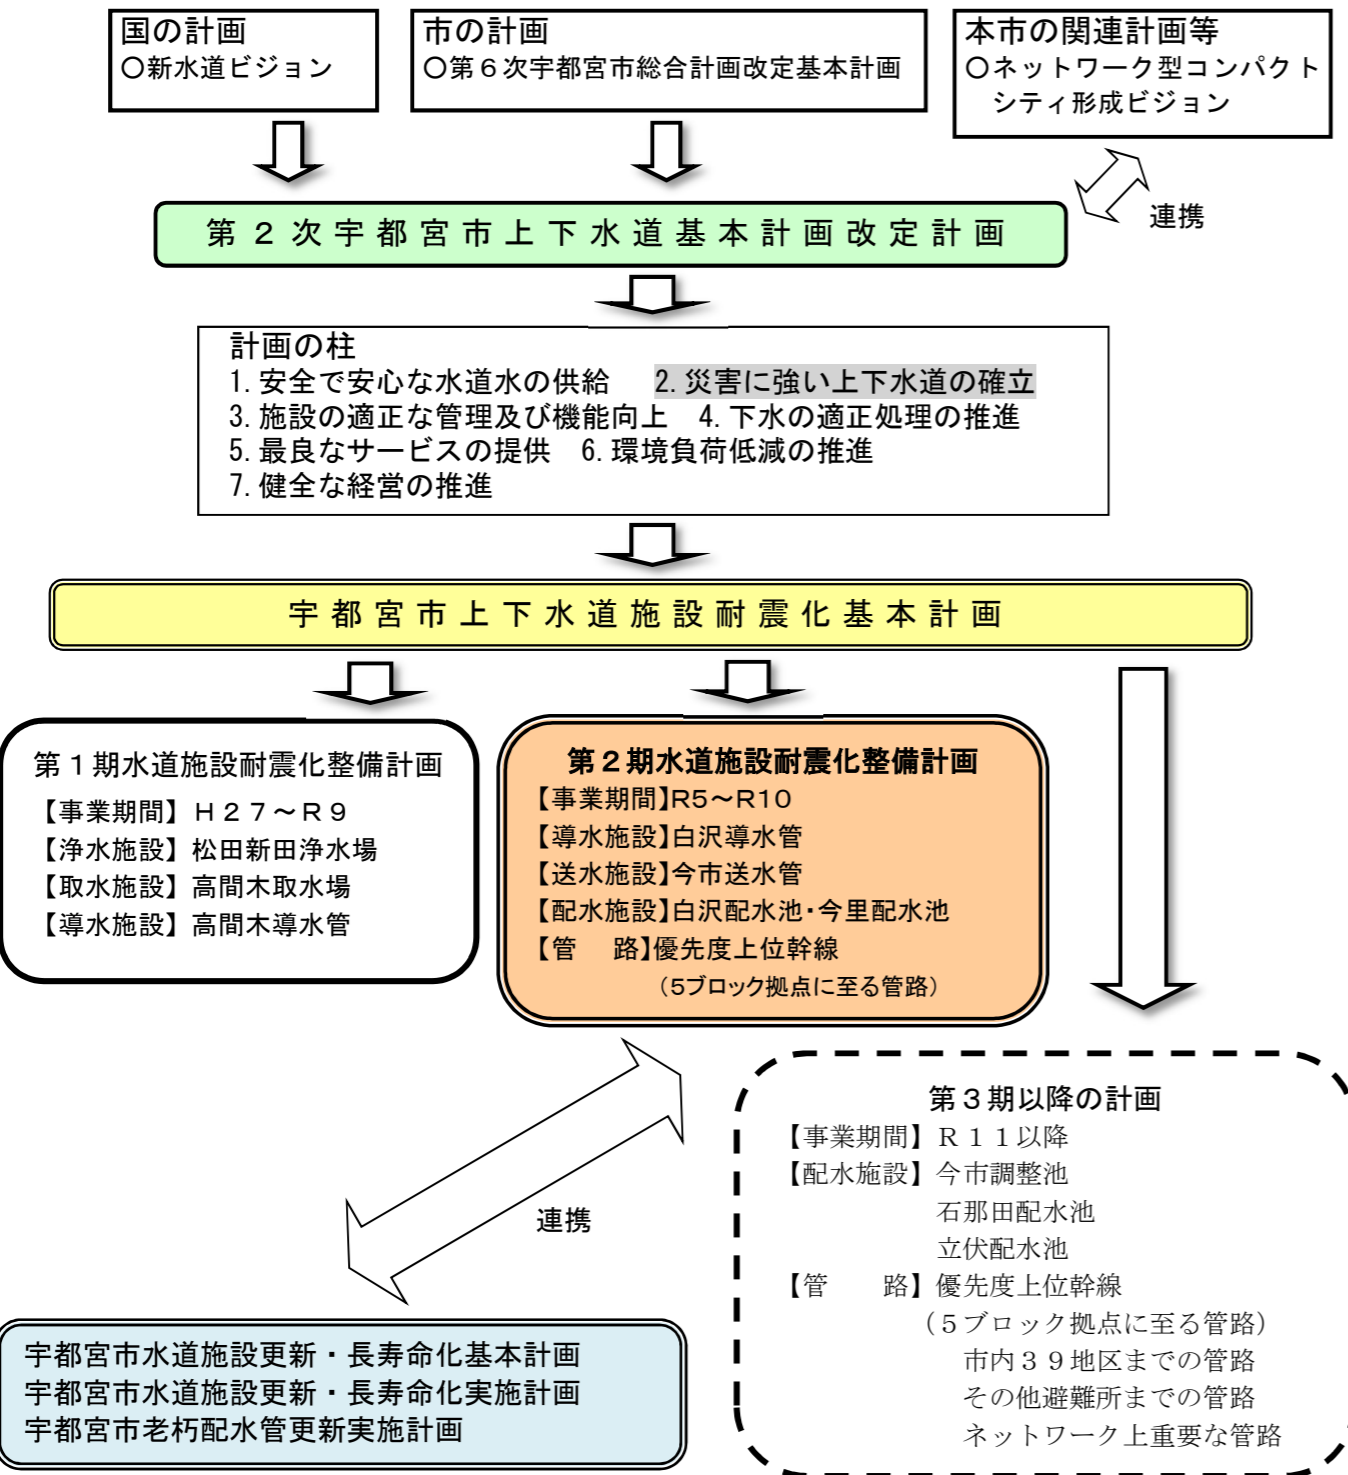 国の計画
○新水道ビジョン
市の計画
○第６次宇都宮市総合計画改定基本計画
本市の関連計画等
○ネットワーク型コンパクト
シティ形成ビジョン
連携
第２次宇都宮市上下水道基本計画改定計画
計画の柱
1. 安全で安心な水道水の供給　2. 災害に強い上下水道の確立
3. 施設の適正な管理及び機能向上　4. 下水の適正処理の推進
5. 最良なサービスの提供　6. 環境負荷低減の推進
7. 健全な経営の推進
宇都宮市上下水道施設耐震化基本計画
第１期水道施設耐震化整備計画
【事業期間】Ｈ２７～Ｒ９
【浄水施設】松田新田浄水場
【取水施設】高間木取水場
【導水施設】高間木導水管
第２期水道施設耐震化整備計画
【事業期間】R5～R10
【導水施設】白沢導水管
【送水施設】今市送水管
【配水施設】白沢配水池・今里配水池
【管　路】優先度上位幹線
（5ブロック拠点に至る管路）
第３期以降の計画
【事業期間】Ｒ１１以降
【配水施設】今市調整池
石那田配水池
立伏配水池
【管　　路】優先度上位幹線
（５ブロック拠点に至る管路）
市内３９地区までの管路
その他避難所までの管路
ネットワーク上重要な管路
連携
宇都宮市水道施設更新・長寿命化基本計画
宇都宮市水道施設更新・長寿命化実施計画
宇都宮市老朽配水管更新実施計画